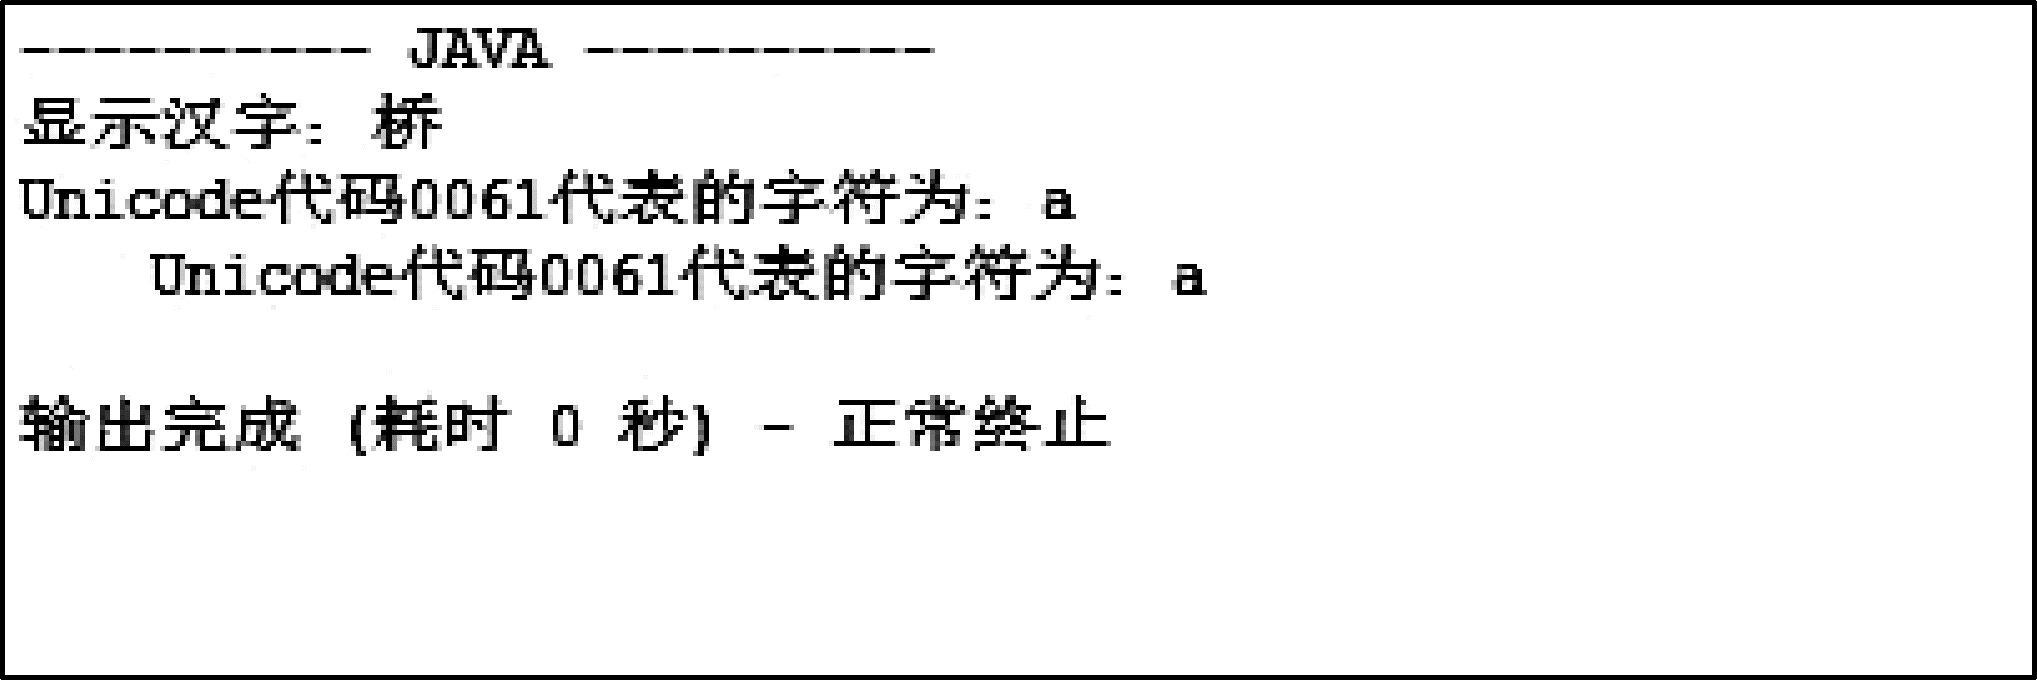 ---------- JAVA ----------
显示汉字: 桥
Unicode代码0061代表的字符为: a
   Unicode代码0061代表的字符为: a
输出完成 (耗时 0 秒) - 正常终止